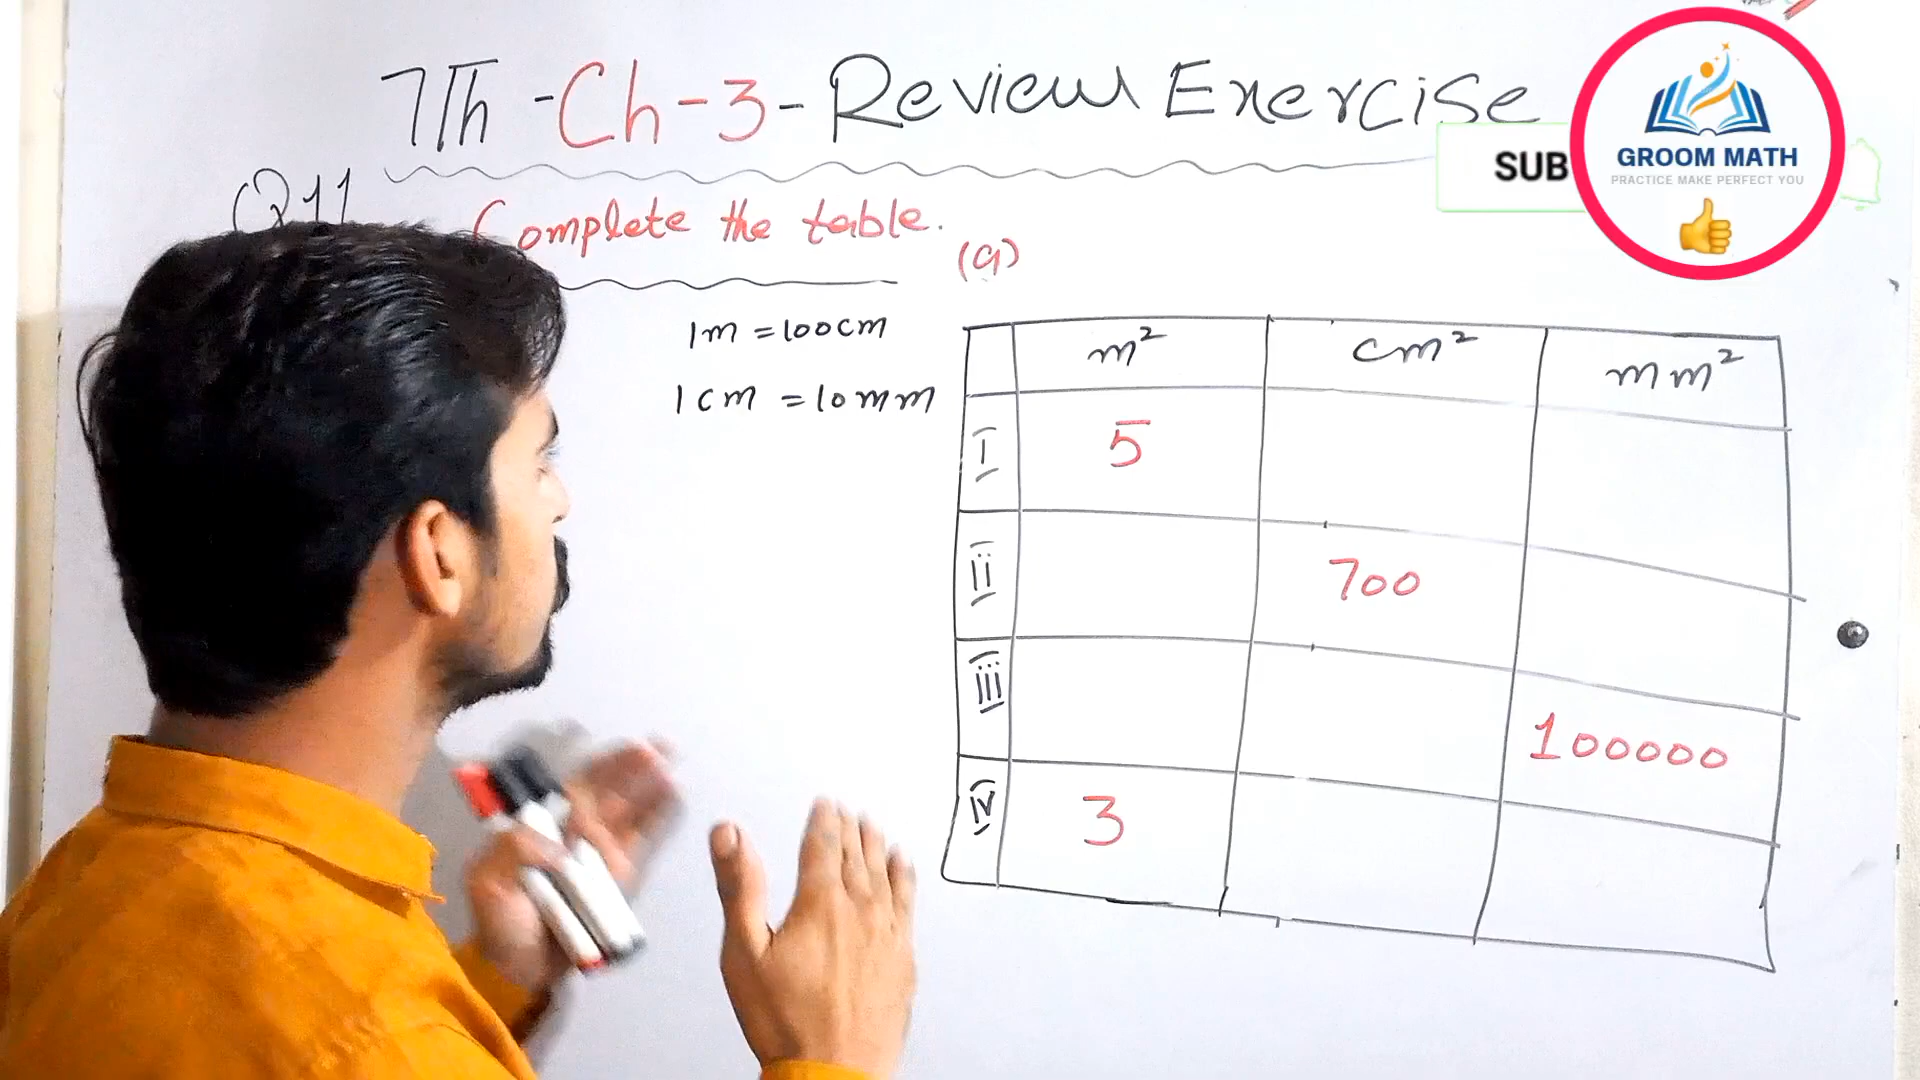 7Th - Ch - 3 - Review Exercise
SUB
GROOM MATH
PRACTICE MAKE PERFECT YOU
Q11
Complete the table.
(a)
1m = 100cm
1cm = 10mm
m² cm² mm²
i 5
ii 700
iii 100000
iv 3